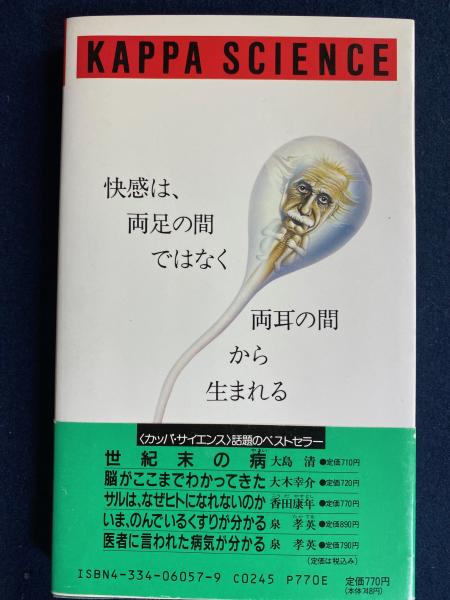 KAPPA SCIENCE
快感は、
両足の間
ではなく
両耳の間
から
生まれる
〈カッパ・サイエンス〉話題のベストセラー
世紀末の病 大島 清 ●定価710円
脳がここまでわかってきた 大木幸介 ●定価720円
サルは、なぜヒトになれないのか 香田康年 ●定価770円
いま、のんでいるくすりが分かる 泉 孝英 ●定価890円
医者に言われた病気が分かる 泉 孝英 ●定価790円
(定価は税込み)
ISBN4-334-06057-9 C0245 P770E 定価770円
(本体748円)